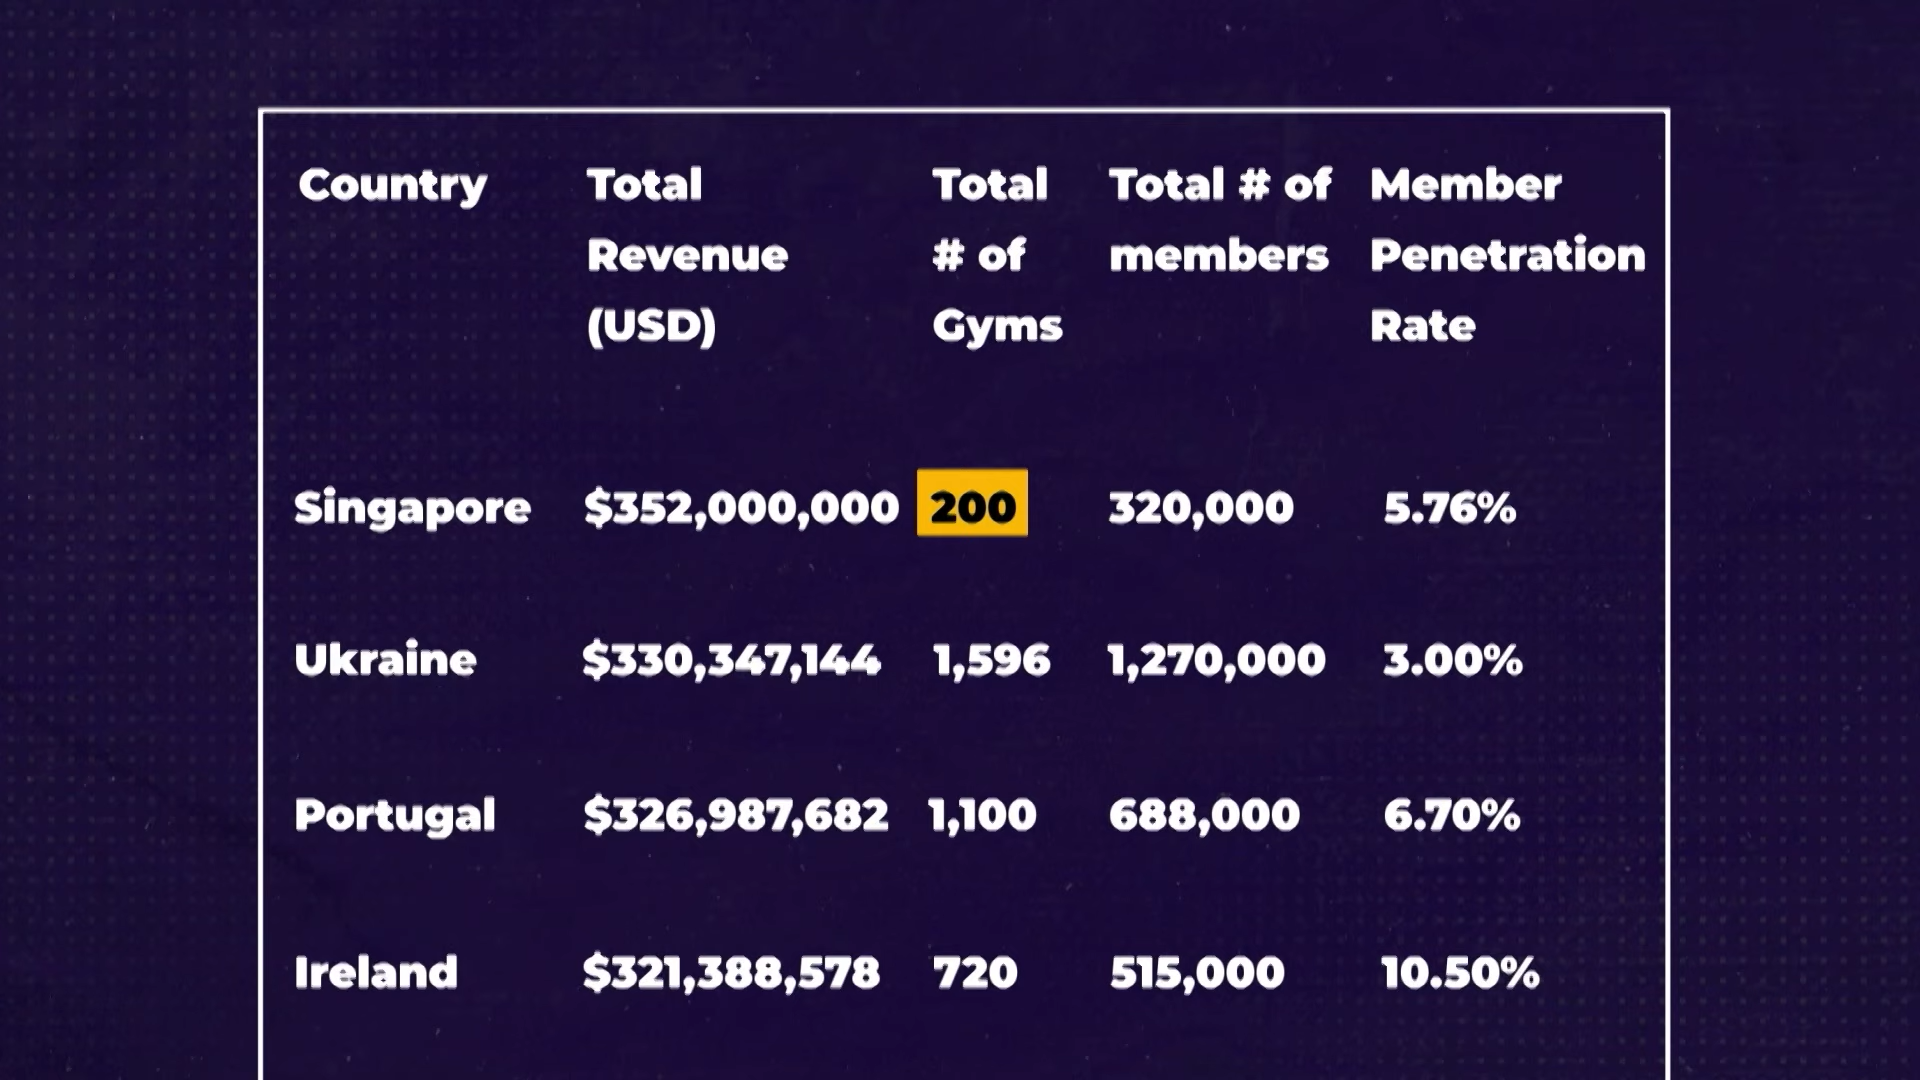 Country Total Total Total # of Member
Revenue # of members Penetration
(USD) Gyms Rate
Singapore $352,000,000 200 320,000 5.76%
Ukraine $330,347,144 1,596 1,270,000 3.00%
Portugal $326,987,682 1,100 688,000 6.70%
Ireland $321,388,578 720 515,000 10.50%